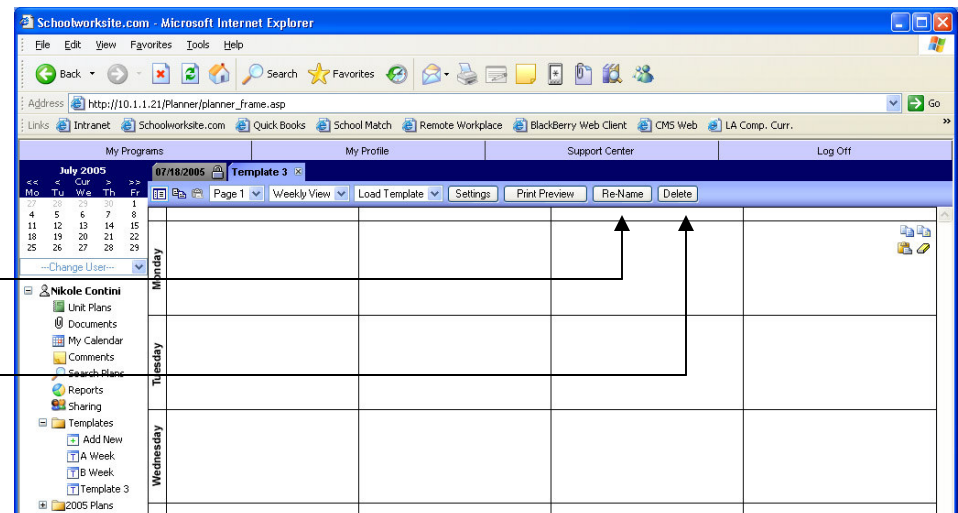 Schoolworksite.com - Microsoft Internet Explorer
File Edit View Favorites Tools Help
Back Search Favorites
Address http://10.1.1.21/Planner/planner_frame.asp Go
Links Intranet Schoolworksite.com Quick Books School Match Remote Workplace BlackBerry Web Client CMS Web LA Comp. Curr. »
My Programs My Profile Support Center Log Off
July 2005
<< < Cur > >>
Mo Tu We Th Fr
27 28 29 30 1
4 5 6 7 8
11 12 13 14 15
18 19 20 21 22
25 26 27 28 29
---Change User---
Nikole Contini
Unit Plans
Documents
My Calendar
Comments
Search Plans
Reports
Sharing
Templates
Add New
A Week
B Week
Template 3
2005 Plans
07/18/2005 Template 3
Page 1 Weekly View Load Template Settings Print Preview Re-Name Delete
Monday
Tuesday
Wednesday